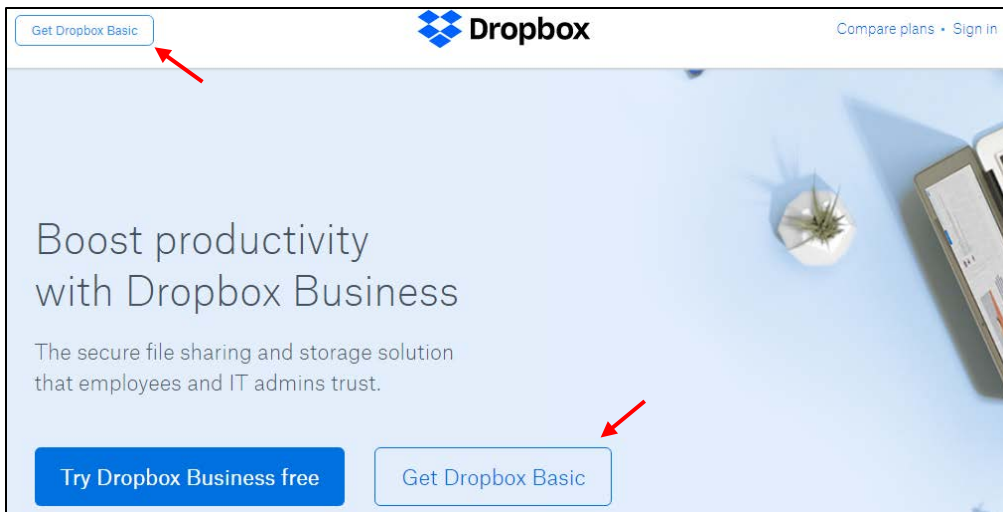 Get Dropbox Basic
Dropbox
Compare plans • Sign in
Boost productivity
with Dropbox Business
The secure file sharing and storage solution
that employees and IT admins trust.
Try Dropbox Business free
Get Dropbox Basic